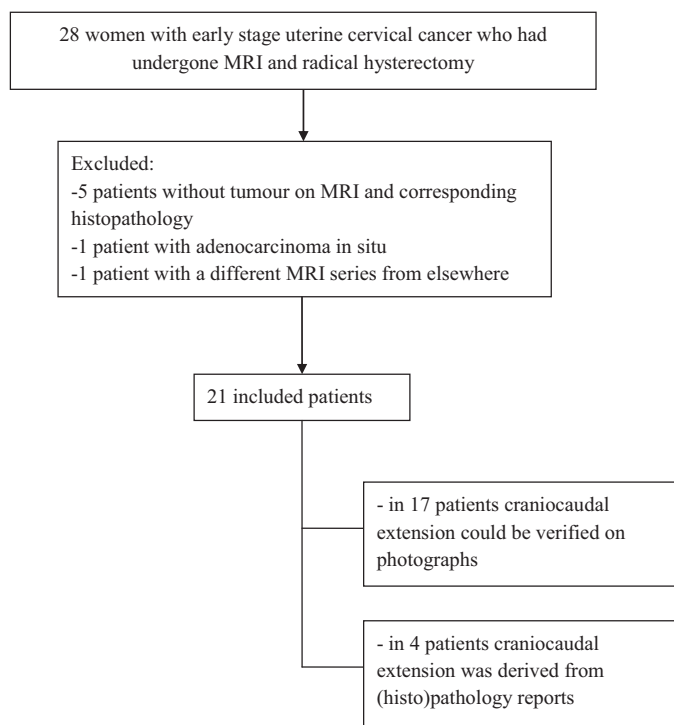 28 women with early stage uterine cervical cancer who had
undergone MRI and radical hysterectomy
Excluded:
-5 patients without tumour on MRI and corresponding
histopathology
-1 patient with adenocarcinoma in situ
-1 patient with a different MRI series from elsewhere
21 included patients
- in 17 patients craniocaudal
extension could be verified on
photographs
- in 4 patients craniocaudal
extension was derived from
(histo)pathology reports